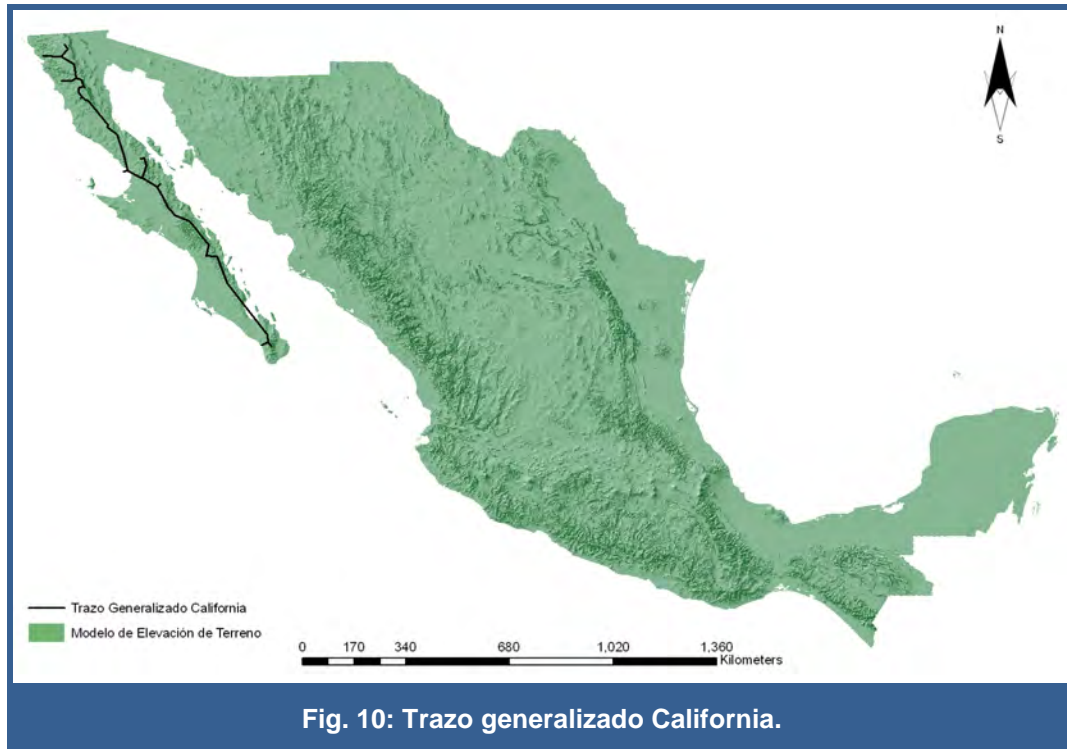 N
S
Trazo Generalizado California
Modelo de Elevación de Terreno
0 170 340 680 1,020 1,360
Kilometers
Fig. 10: Trazo generalizado California.